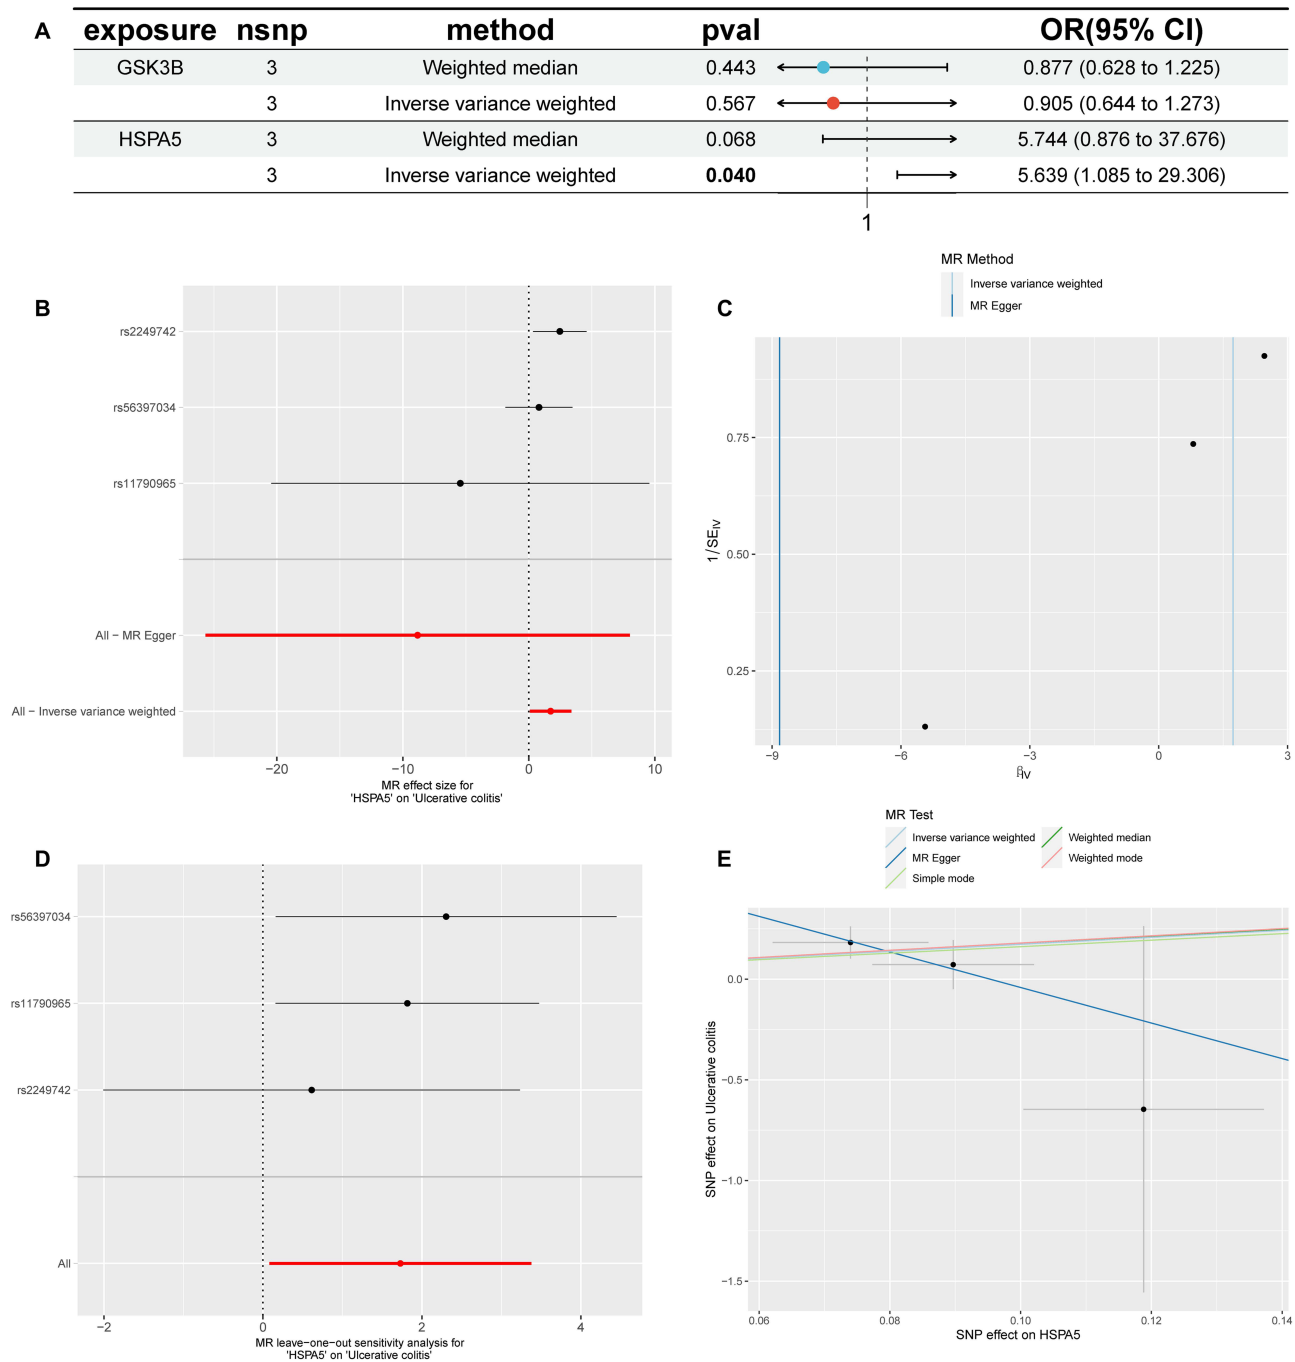 A
exposure nsnp method pval OR(95% CI)
GSK3B 3 Weighted median 0.443 0.877 (0.628 to 1.225)
3 Inverse variance weighted 0.567 0.905 (0.644 to 1.273)
HSPA5 3 Weighted median 0.068 5.744 (0.876 to 37.676)
3 Inverse variance weighted 0.040 5.639 (1.085 to 29.306)
1
B
rs2249742
rs56397034
rs11790965
All − MR Egger
All − Inverse variance weighted
−20 −10 0 10
MR effect size for
'HSPA5' on 'Ulcerative colitis'
C
MR Method
Inverse variance weighted
MR Egger
0.75
0.50
0.25
1/SEIV
−9 −6 −3 0 3
βIV
D
rs56397034
rs11790965
rs2249742
All
−2 0 2 4
MR leave−one−out sensitivity analysis for
'HSPA5' on 'Ulcerative colitis'
E
MR Test
Inverse variance weighted
MR Egger
Simple mode
Weighted median
Weighted mode
0.0
−0.5
−1.0
−1.5
SNP effect on Ulcerative colitis
0.06 0.08 0.10 0.12 0.14
SNP effect on HSPA5